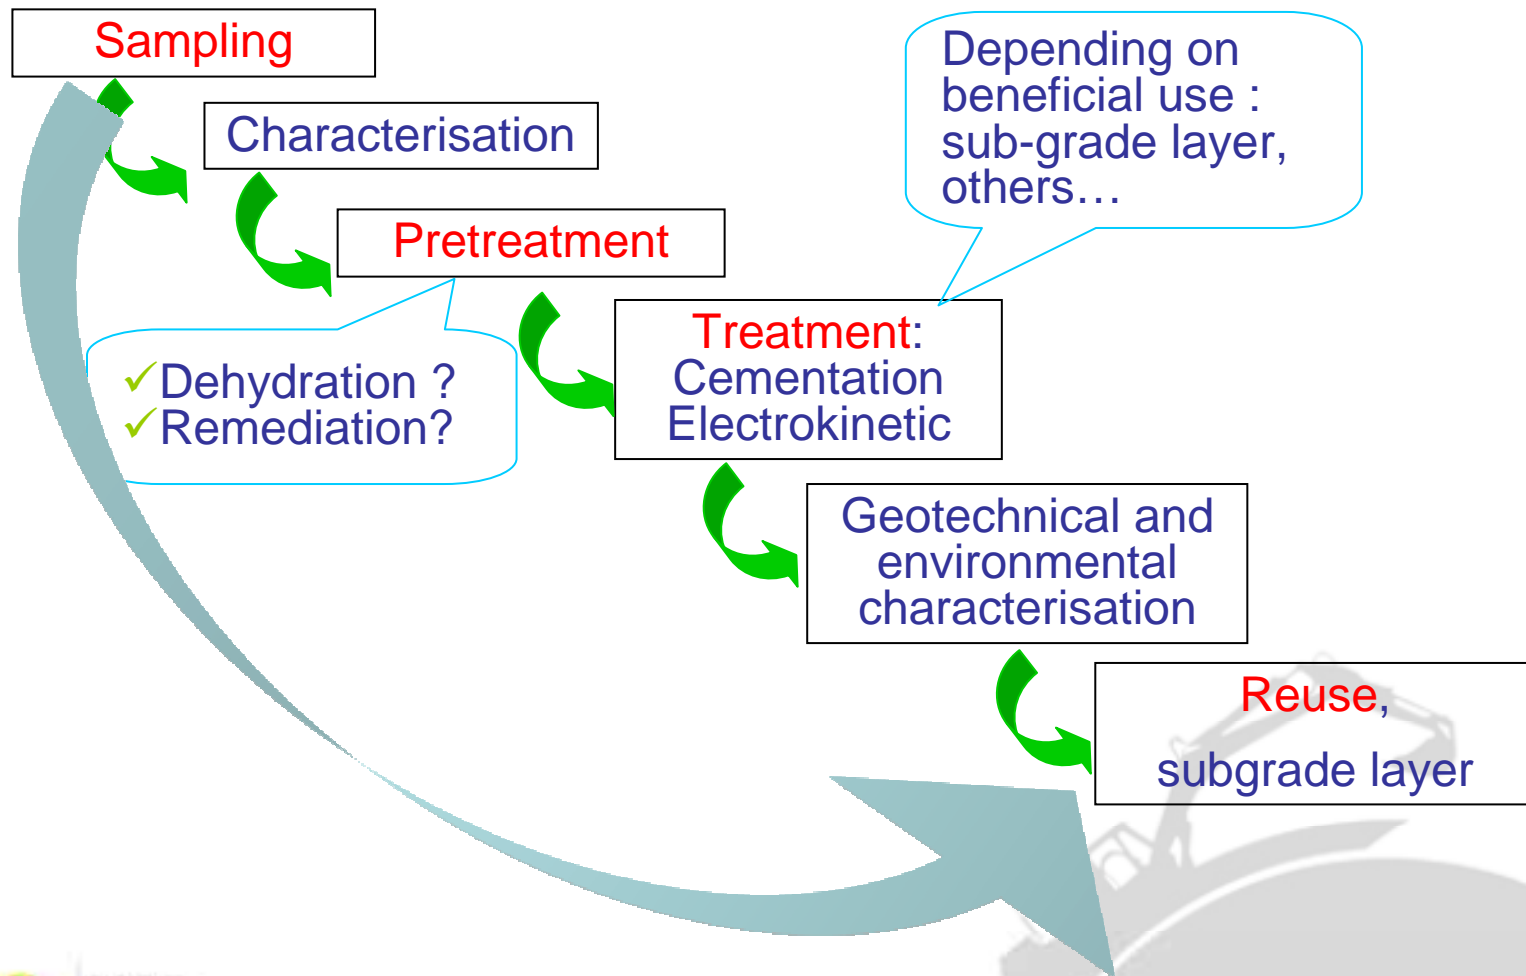 Sampling
Characterisation
Pretreatment
✓Dehydration ?
✓Remediation?
Depending on
beneficial use :
sub-grade layer,
others…
Treatment:
Cementation
Electrokinetic
Geotechnical and
environmental
characterisation
Reuse,
subgrade layer